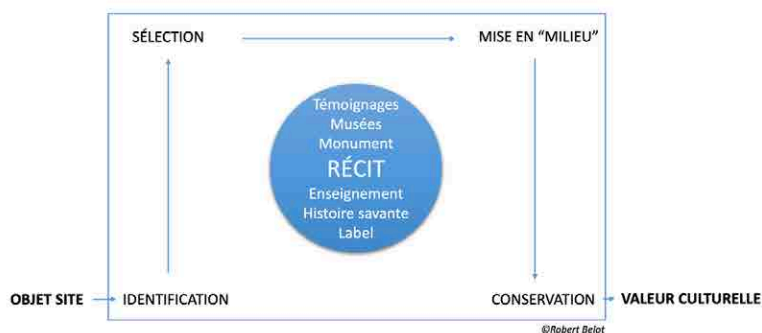 SÉLECTION
MISE EN “MILIEU”
Témoignages
Musées
Monument
RÉCIT
Enseignement
Histoire savante
Label
OBJET SITE
IDENTIFICATION
CONSERVATION
VALEUR CULTURELLE
©Robert Belot